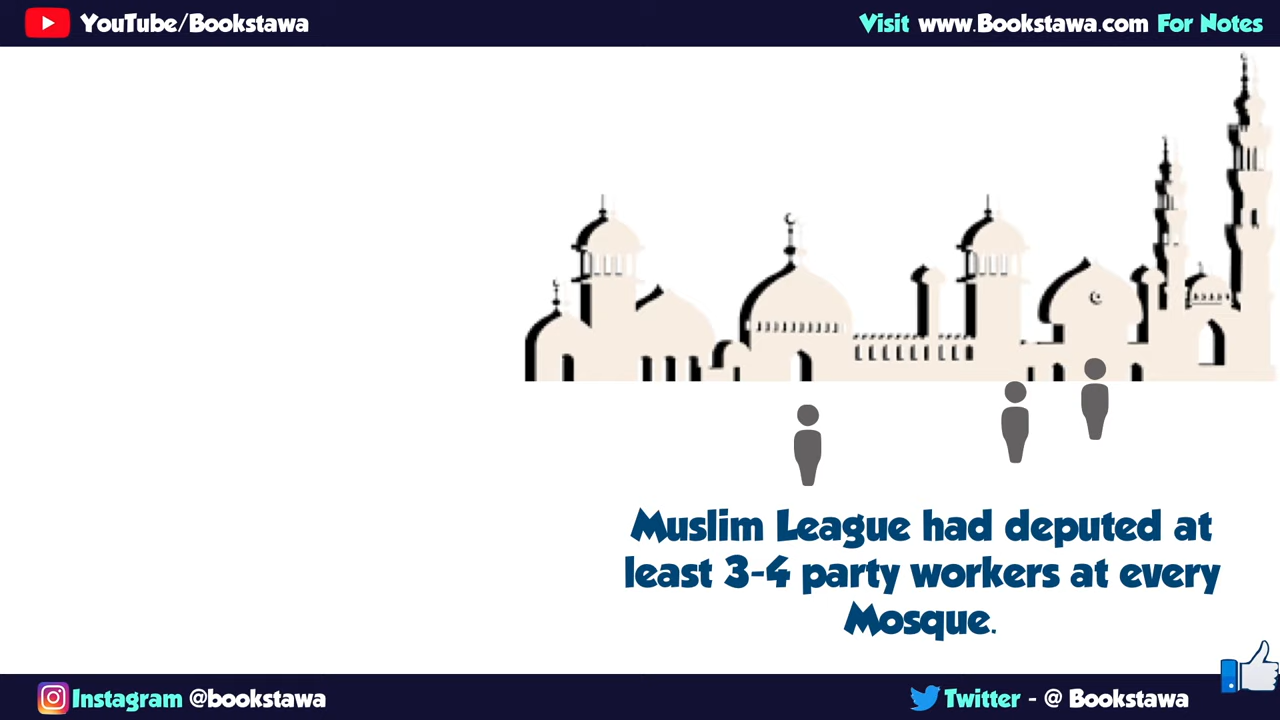 YouTube/Bookstawa
Visit www.Bookstawa.com For Notes
Muslim League had deputed at
least 3-4 party workers at every
Mosque.
Instagram @bookstawa
Twitter - @ Bookstawa